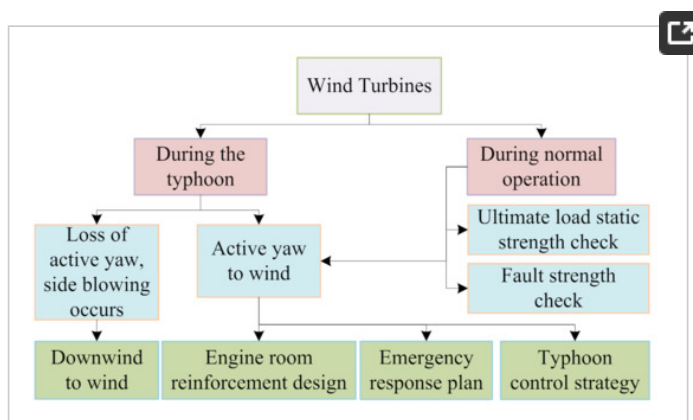 Wind Turbines
During the
typhoon
During normal
operation
Loss of
active yaw,
side blowing
occurs
Active yaw
to wind
Ultimate load static
strength check
Fault strength
check
Downwind
to wind
Engine room
reinforcement design
Emergency
response plan
Typhoon
control strategy